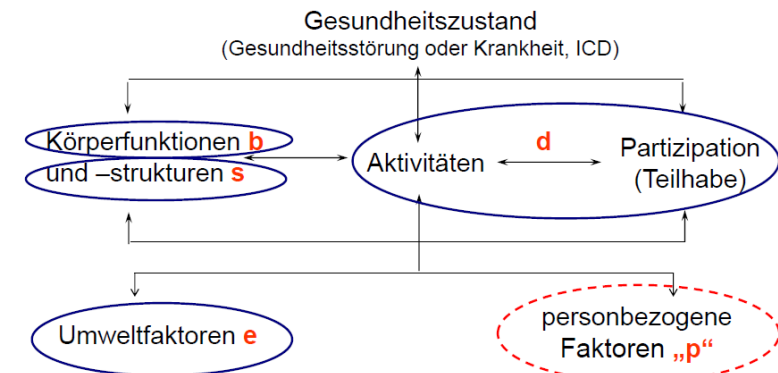 Gesundheitszustand
(Gesundheitsstörung oder Krankheit, ICD)
Körperfunktionen b
und –strukturen s
Aktivitäten
d
Partizipation
(Teilhabe)
Umweltfaktoren e
personbezogene
Faktoren „p“